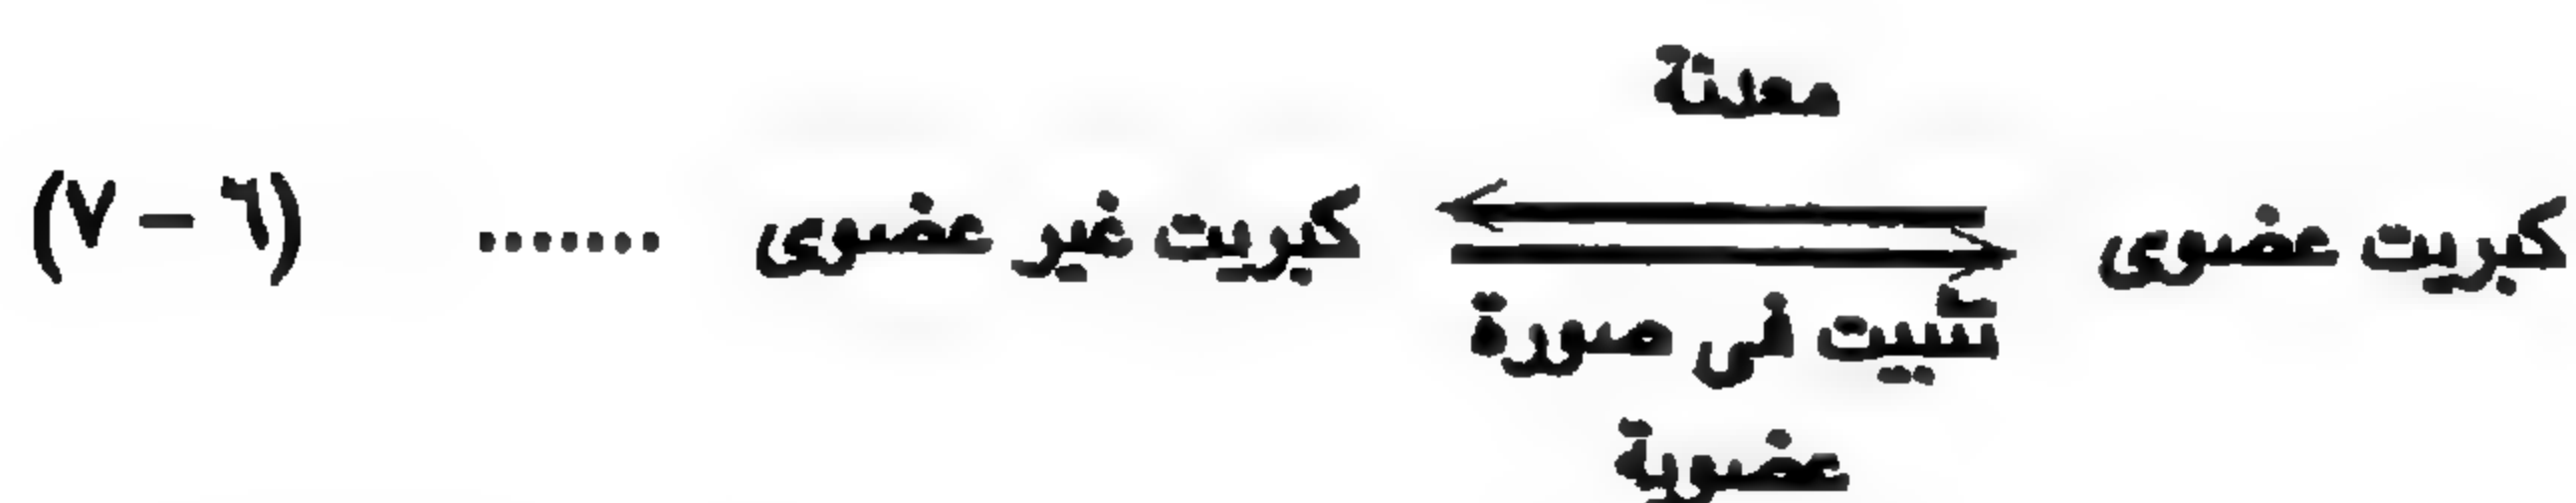 معدنة
كبريت عضوى كبريت غير عضوى ....... (٦ – ٧)
تثبيت فى صورة
عضوية